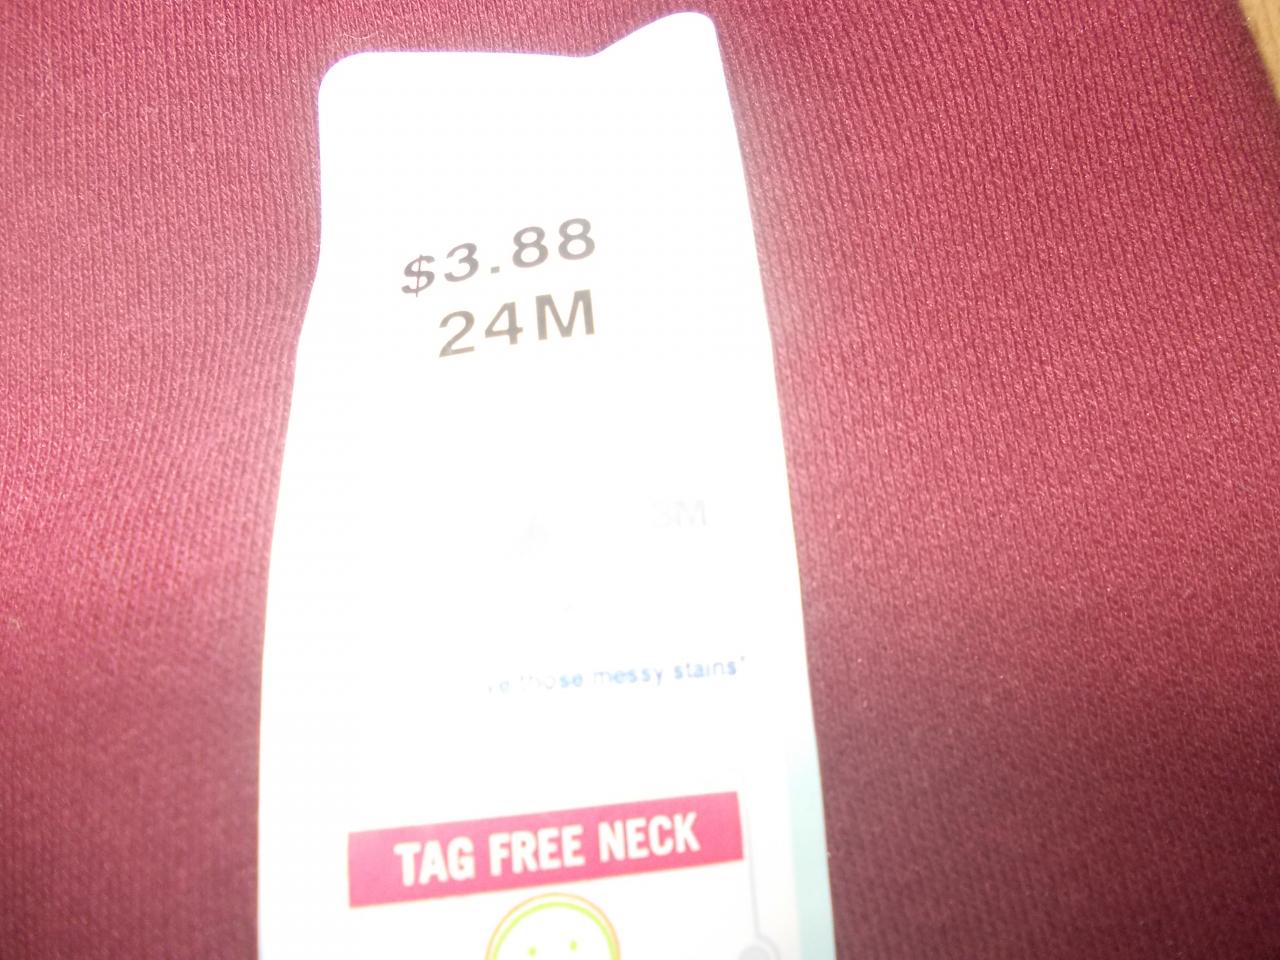 $3.88
24M
those messy stains"
TAG FREE NECK